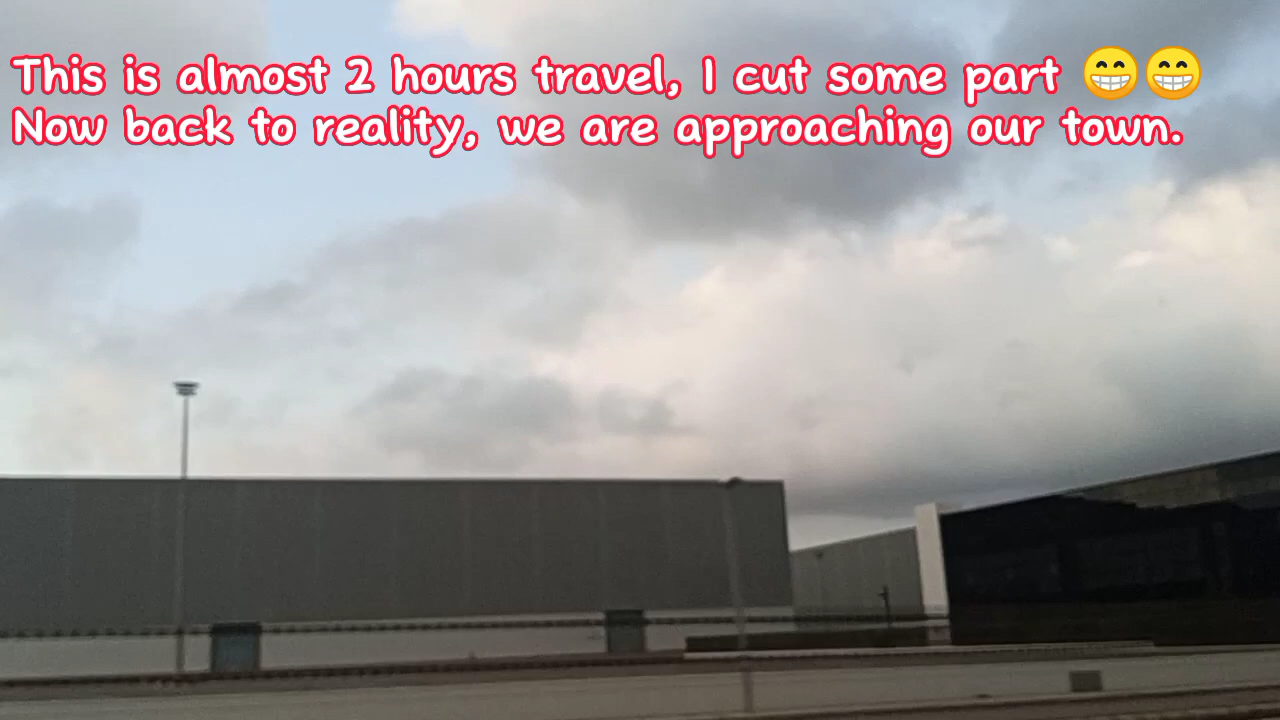 This is almost 2 hours travel, I cut some part 😁😁
Now back to reality, we are approaching our town.